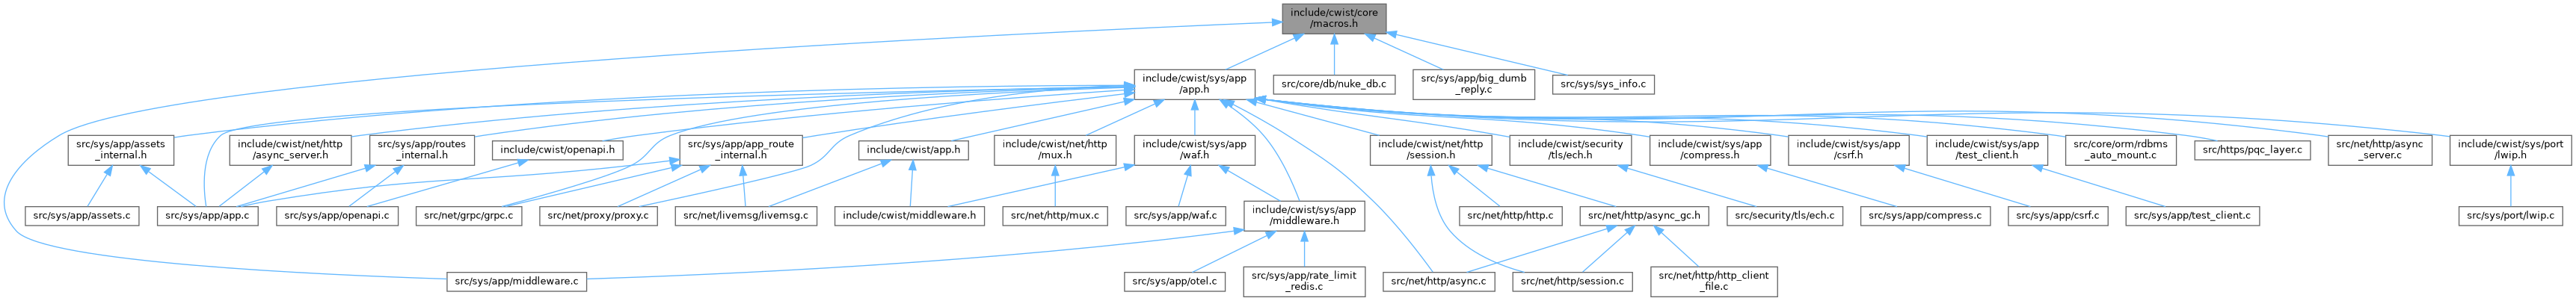 include/cwist/core
/macros.h
include/cwist/sys/app
/app.h
src/core/db/nuke_db.c
src/sys/app/big_dumb
_reply.c
src/sys/sys_info.c
src/sys/app/assets
_internal.h
include/cwist/net/http
/async_server.h
src/sys/app/routes
_internal.h
include/cwist/openapi.h
src/sys/app/app_route
_internal.h
include/cwist/app.h
include/cwist/net/http
/mux.h
include/cwist/sys/app
/waf.h
include/cwist/net/http
/session.h
include/cwist/security
/tls/ech.h
include/cwist/sys/app
/compress.h
include/cwist/sys/app
/csrf.h
include/cwist/sys/app
/test_client.h
src/core/orm/rdbms
_auto_mount.c
src/https/pqc_layer.c
src/net/http/async
_server.c
include/cwist/sys/port
/lwip.h
src/sys/app/assets.c
src/sys/app/app.c
src/sys/app/openapi.c
src/net/grpc/grpc.c
src/net/proxy/proxy.c
src/net/livemsg/livemsg.c
include/cwist/middleware.h
src/net/http/mux.c
src/sys/app/waf.c
include/cwist/sys/app
/middleware.h
src/net/http/http.c
src/net/http/async_gc.h
src/security/tls/ech.c
src/sys/app/compress.c
src/sys/app/csrf.c
src/sys/app/test_client.c
src/sys/port/lwip.c
src/sys/app/middleware.c
src/sys/app/otel.c
src/sys/app/rate_limit
_redis.c
src/net/http/async.c
src/net/http/session.c
src/net/http/http_client
_file.c